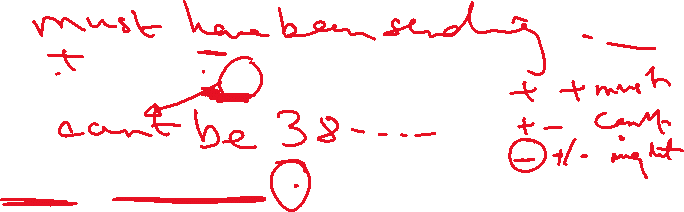 must have been sending ....
+ + must
can't be 38 .....
+ - can't
- +/- might